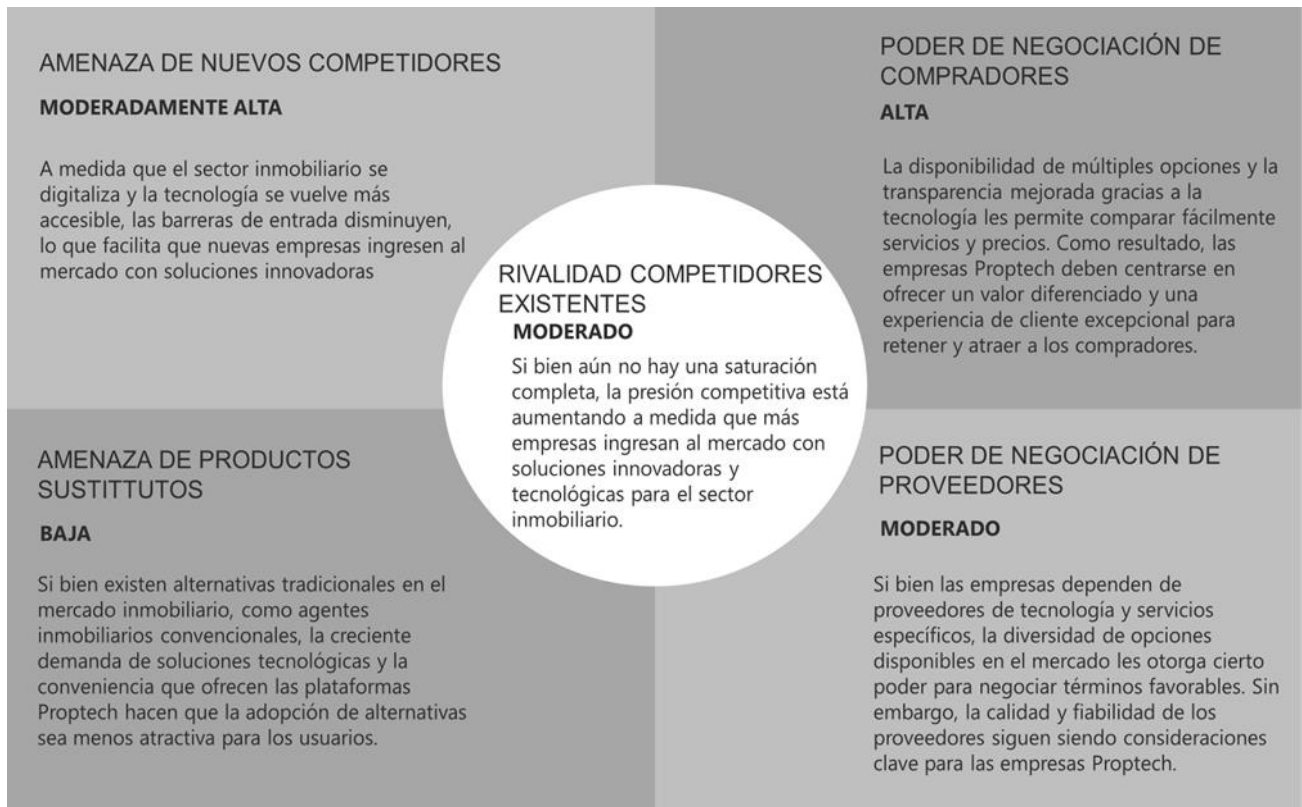 AMENAZA DE NUEVOS COMPETIDORES
MODERADAMENTE ALTA
A medida que el sector inmobiliario se
digitaliza y la tecnología se vuelve más
accesible, las barreras de entrada disminuyen,
lo que facilita que nuevas empresas ingresen al
mercado con soluciones innovadoras
PODER DE NEGOCIACIÓN DE
COMPRADORES
ALTA
La disponibilidad de múltiples opciones y la
transparencia mejorada gracias a la
tecnología les permite comparar fácilmente
servicios y precios. Como resultado, las
empresas Proptech deben centrarse en
ofrecer un valor diferenciado y una
experiencia de cliente excepcional para
retener y atraer a los compradores.
RIVALIDAD COMPETIDORES
EXISTENTES
MODERADO
Si bien aún no hay una saturación
completa, la presión competitiva está
aumentando a medida que más
empresas ingresan al mercado con
soluciones innovadoras y
tecnológicas para el sector
inmobiliario.
AMENAZA DE PRODUCTOS
SUSTITTUTOS
BAJA
Si bien existen alternativas tradicionales en el
mercado inmobiliario, como agentes
inmobiliarios convencionales, la creciente
demanda de soluciones tecnológicas y la
conveniencia que ofrecen las plataformas
Proptech hacen que la adopción de alternativas
sea menos atractiva para los usuarios.
PODER DE NEGOCIACIÓN DE
PROVEEDORES
MODERADO
Si bien las empresas dependen de
proveedores de tecnología y servicios
específicos, la diversidad de opciones
disponibles en el mercado les otorga cierto
poder para negociar términos favorables. Sin
embargo, la calidad y fiabilidad de los
proveedores siguen siendo consideraciones
clave para las empresas Proptech.